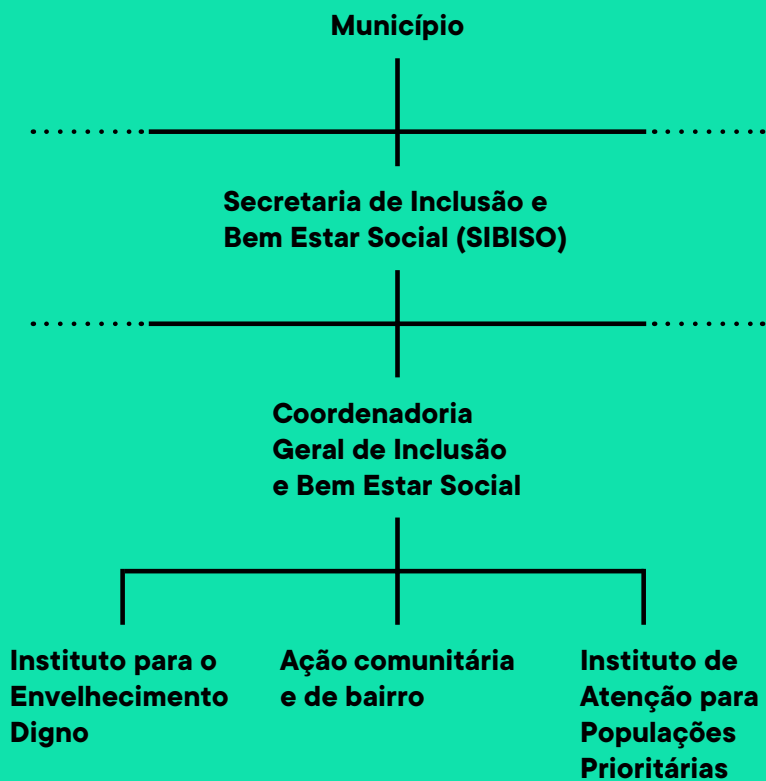 Município
Secretaria de Inclusão e
Bem Estar Social (SIBISO)
Coordenadoria
Geral de Inclusão
e Bem Estar Social
Instituto para o
Envelhecimento
Digno
Ação comunitária
e de bairro
Instituto de
Atenção para
Populações
Prioritárias